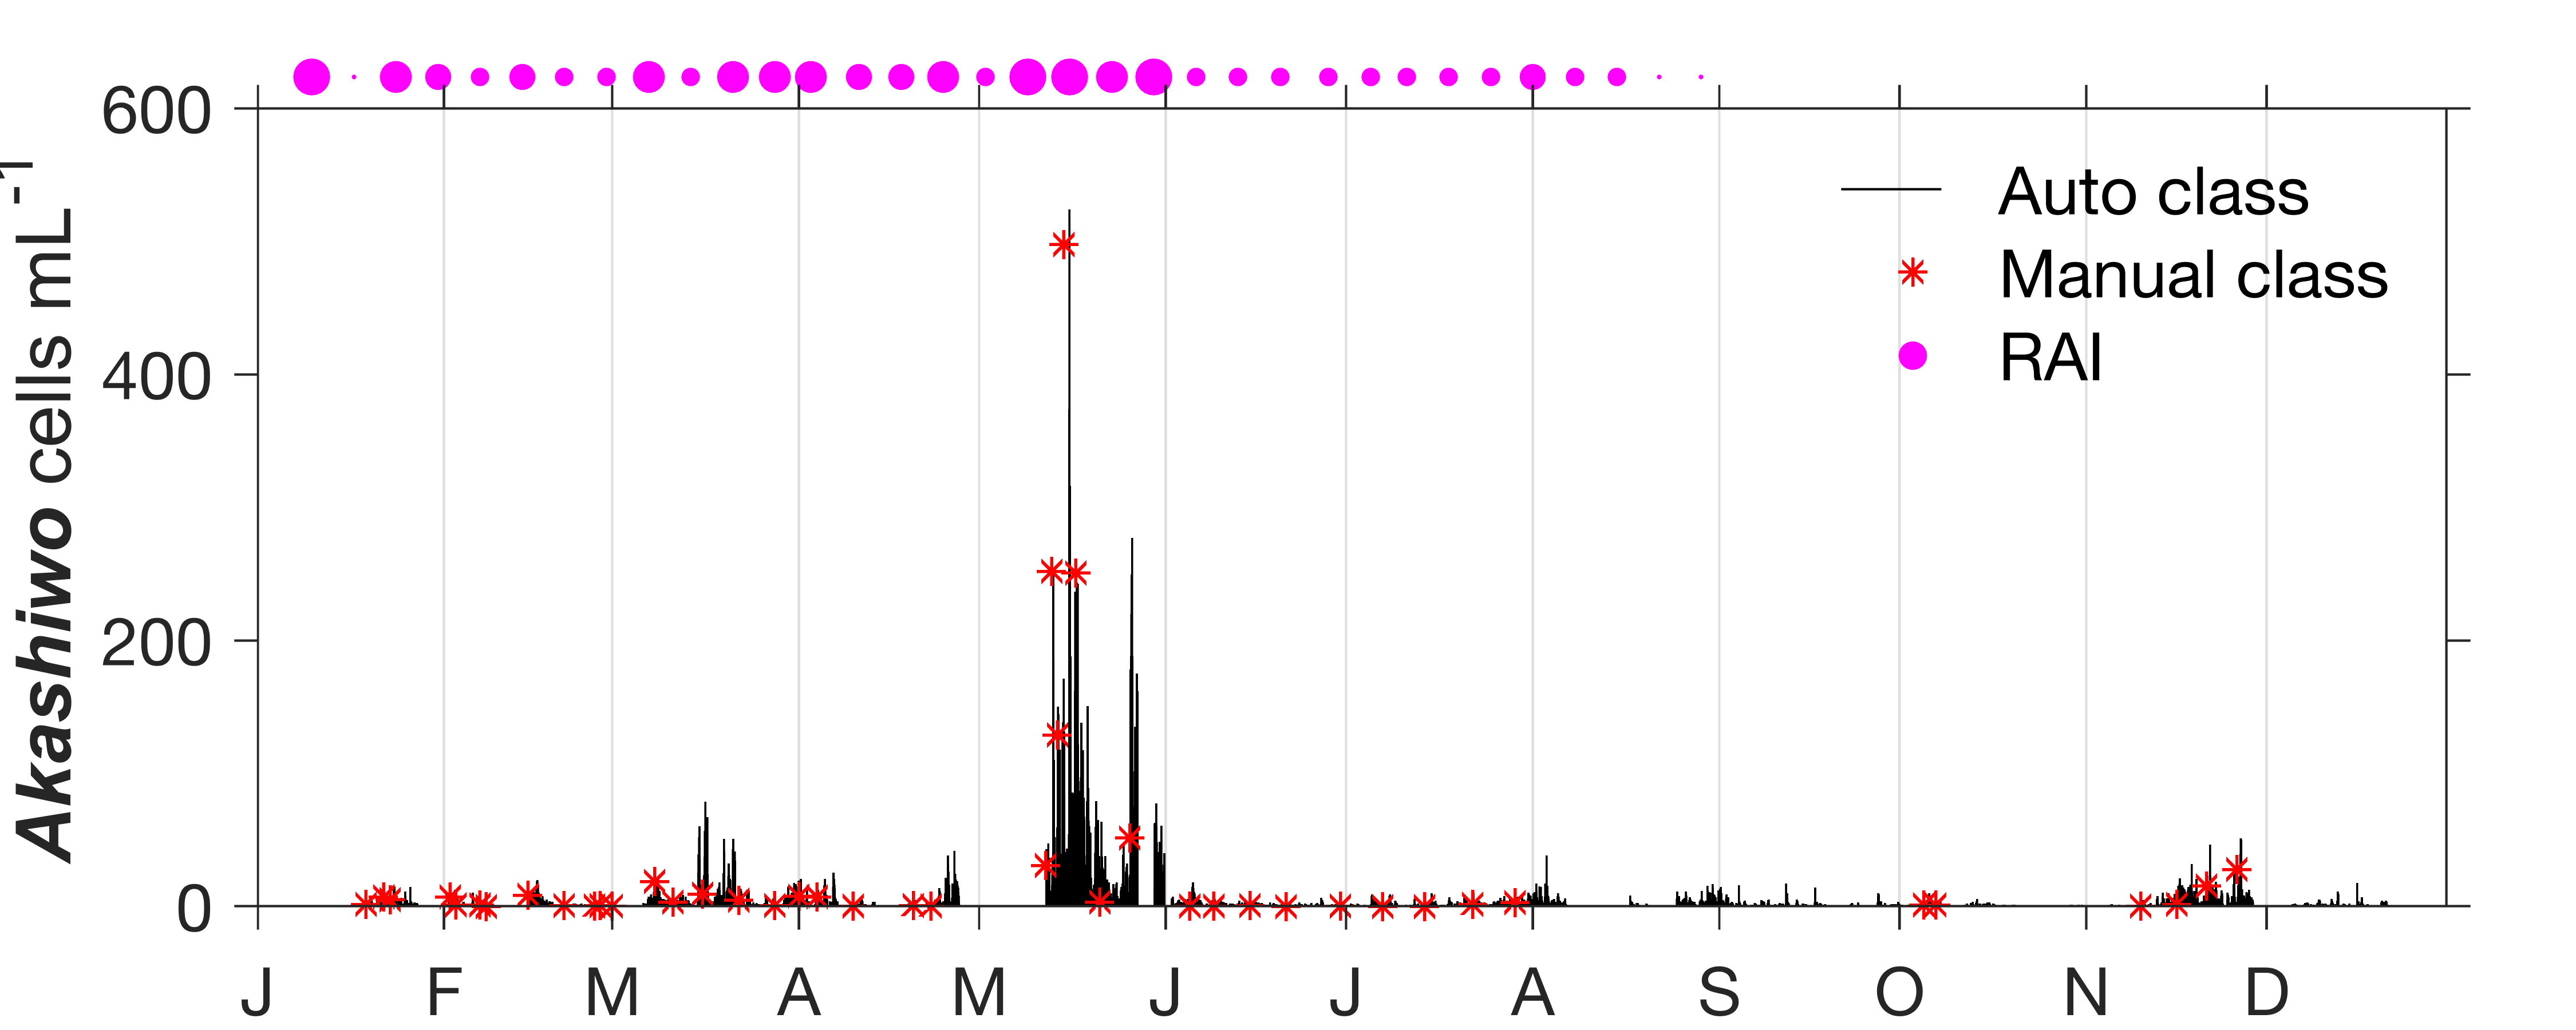 600
400
200
0
Akashiwo cells mL-1
Auto class
Manual class
RAI
J F M A M J J A S O N D